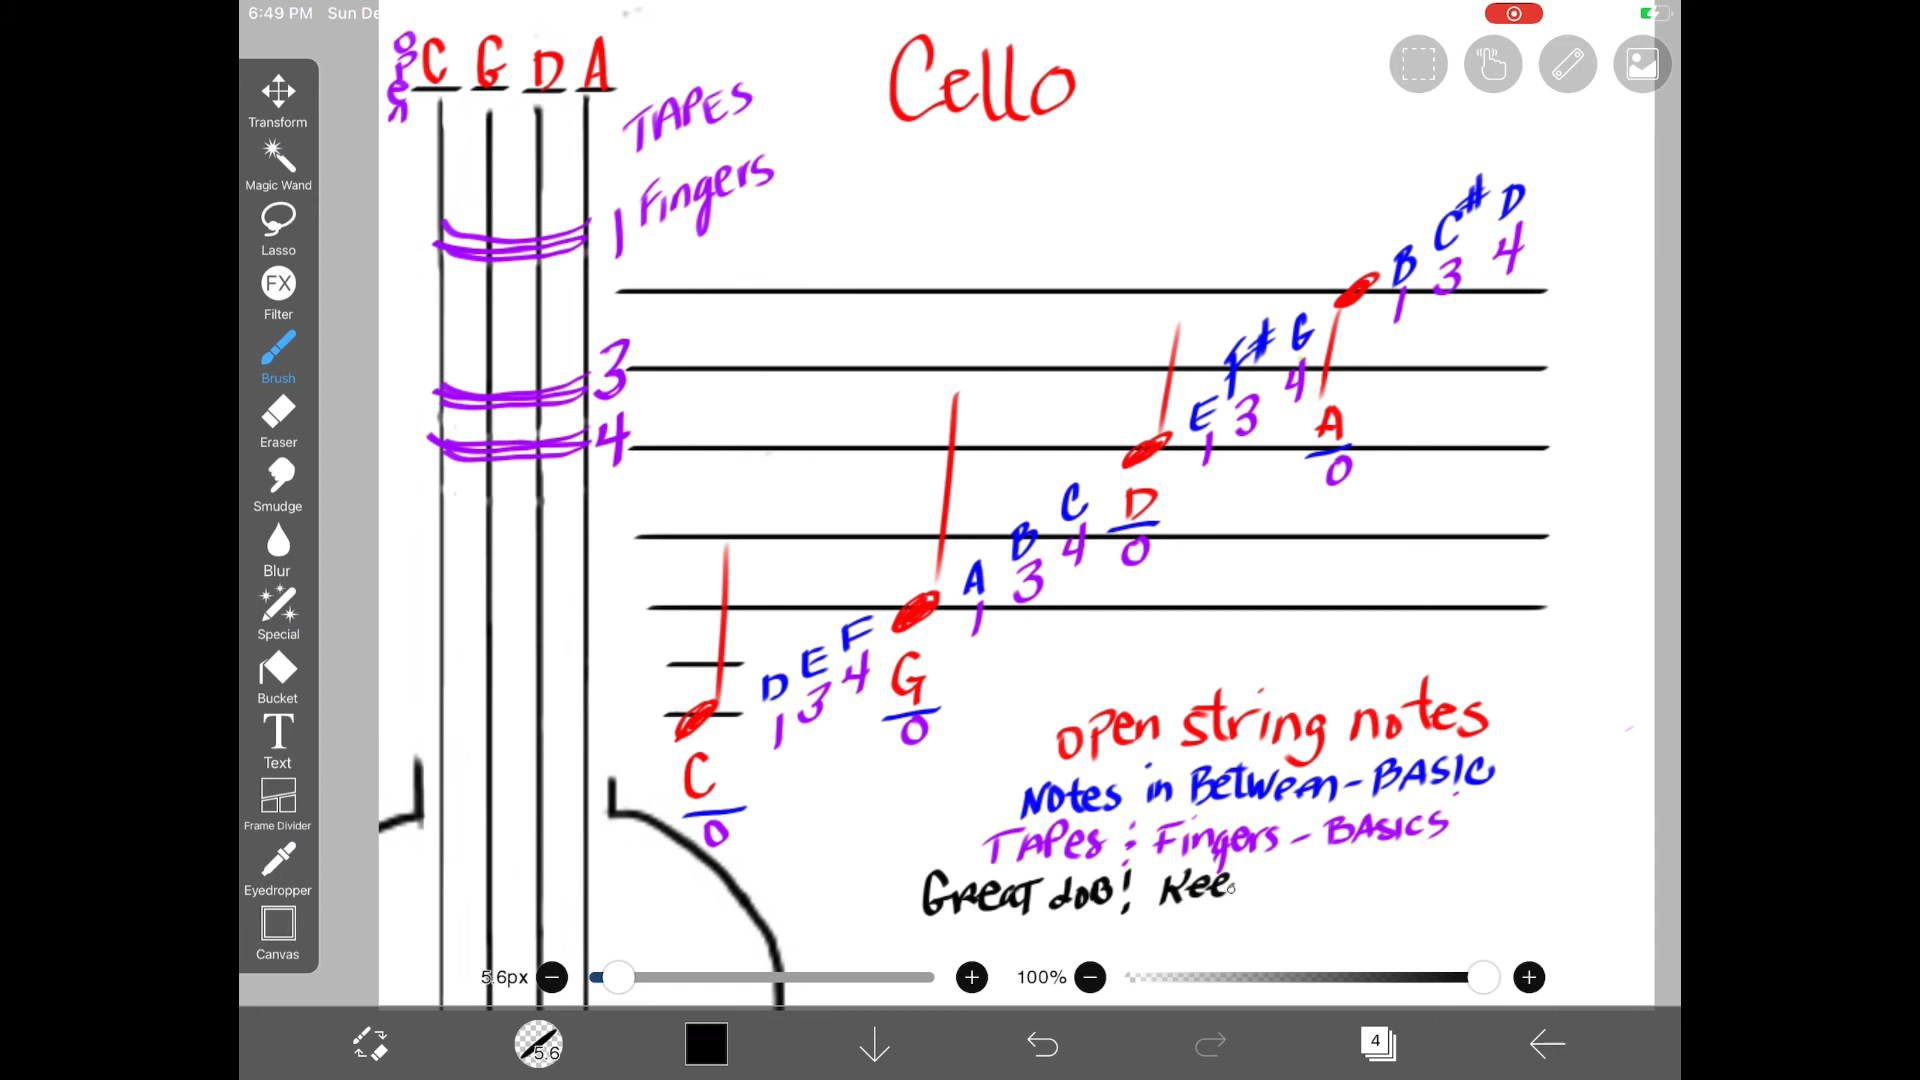 6:49 PM Sun De
OPEN
C G D A
Cello
TAPES
Fingers
1
3
4
C
0
D E F
1 3 4
G
0
A B C
1 3 4
D
0
E F# G
1 3 4
A
0
B C# D
1 3 4
OPen string notes
Notes in Between-BASIC
TAPes : Fingers - BASICS
GReaT JOB! Kee
Transform
Magic Wand
Lasso
FX
Filter
Brush
Eraser
Smudge
Blur
Special
Bucket
T
Text
Frame Divider
Eyedropper
Canvas
5.6px
100%
5.6
4